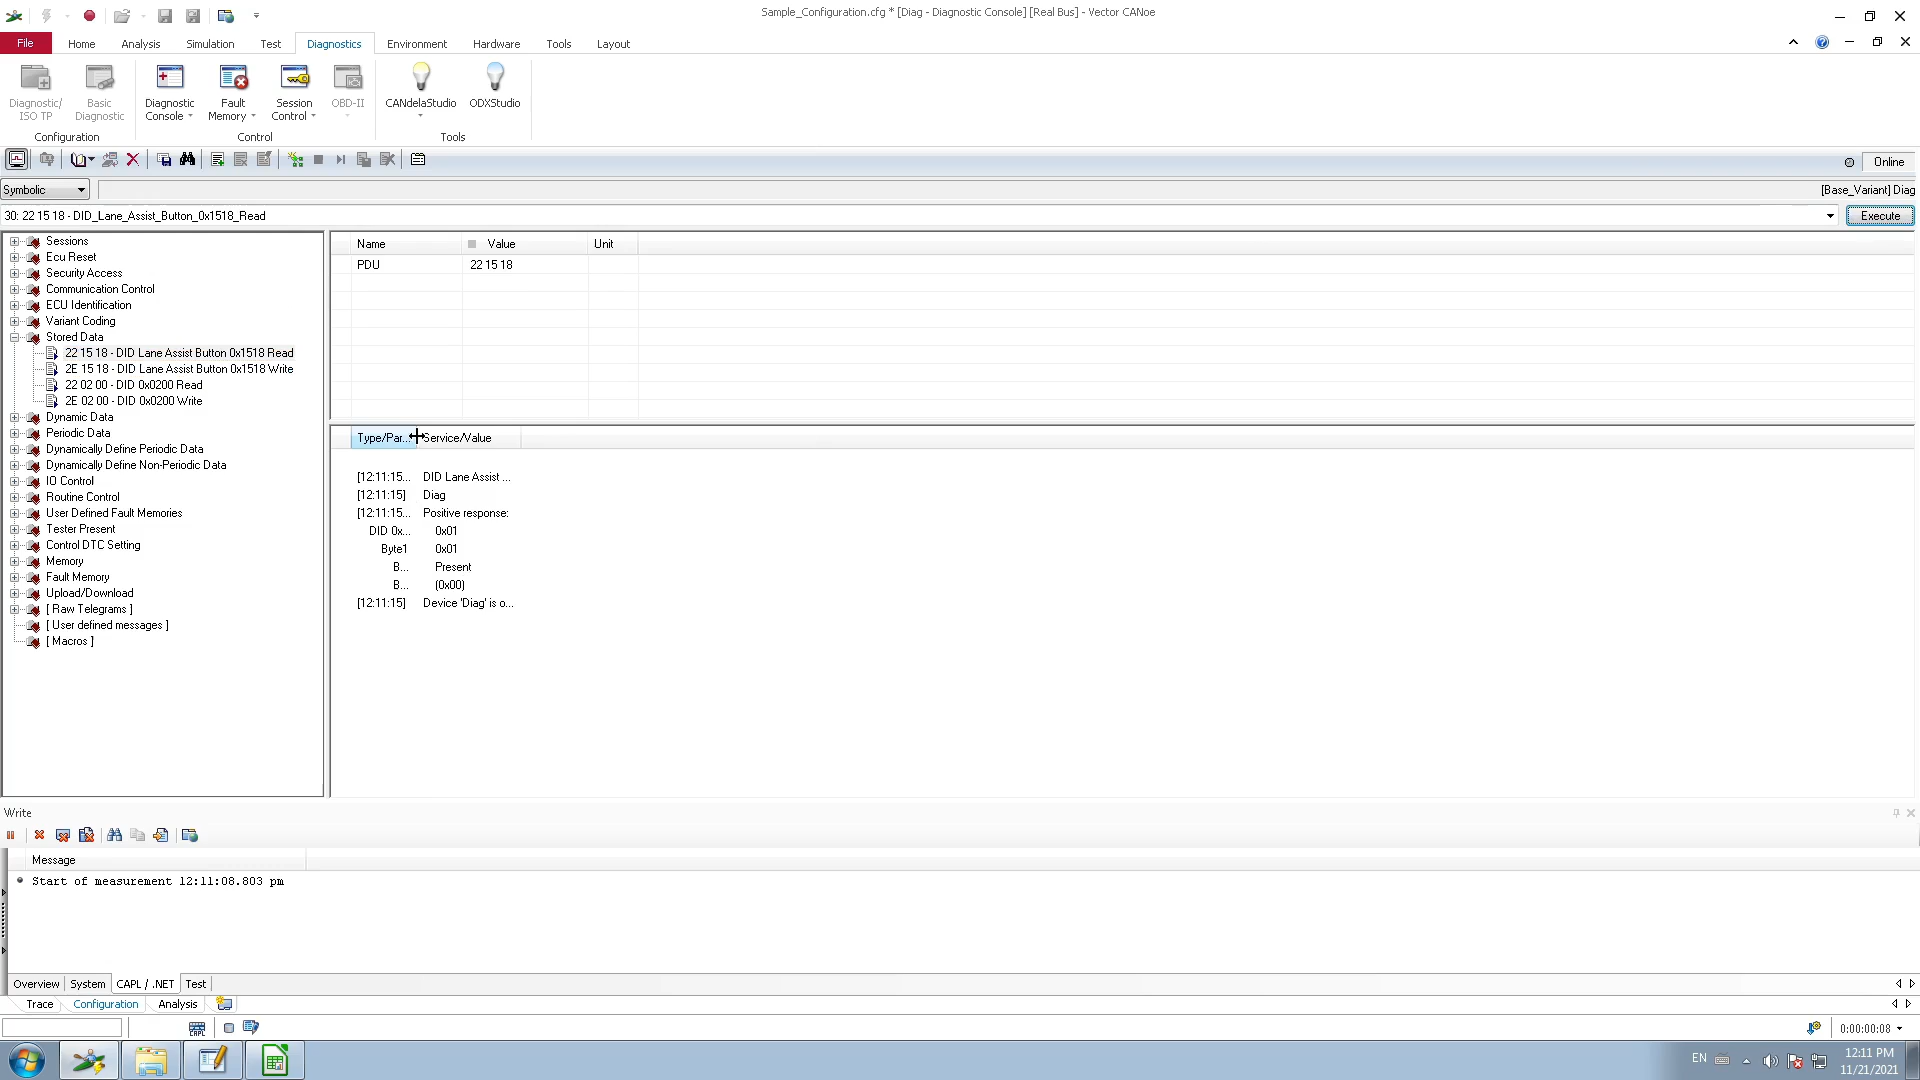 Sample_Configuration.cfg * [Diag - Diagnostic Console] [Real Bus] - Vector CANoe
File Home Analysis Simulation Test Diagnostics Environment Hardware Tools Layout
Diagnostic/ ISO TP
Basic Diagnostic
Diagnostic Console
Fault Memory
Session Control
OBD-II
CANdelaStudio
ODXStudio
Configuration Control Tools
Online
Symbolic
[Base_Variant] Diag
30: 22 15 18 - DID_Lane_Assist_Button_0x1518_Read
Execute
Sessions
Ecu Reset
Security Access
Communication Control
ECU Identification
Variant Coding
Stored Data
22 15 18 - DID Lane Assist Button 0x1518 Read
2E 15 18 - DID Lane Assist Button 0x1518 Write
22 02 00 - DID 0x0200 Read
2E 02 00 - DID 0x0200 Write
Dynamic Data
Periodic Data
Dynamically Define Periodic Data
Dynamically Define Non-Periodic Data
IO Control
Routine Control
User Defined Fault Memories
Tester Present
Control DTC Setting
Memory
Fault Memory
Upload/Download
[ Raw Telegrams ]
[ User defined messages ]
[ Macros ]
Name Value Unit
PDU 22 15 18
Type/Par... Service/Value
[12:11:15... DID Lane Assist ...
[12:11:15] Diag
[12:11:15... Positive response:
DID 0x... 0x01
Byte1 0x01
B... Present
B... (0x00)
[12:11:15] Device 'Diag' is o...
Write
Message
Start of measurement 12:11:08.803 pm
Overview System CAPL / .NET Test
Trace Configuration Analysis
CAPL
0:00:00:08
EN
12:11 PM
11/21/2021